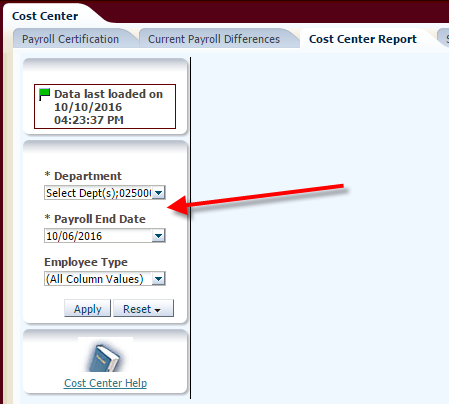 Cost Center
Payroll Certification
Current Payroll Differences
Cost Center Report
Data last loaded on
10/10/2016
04:23:37 PM
* Department
Select Dept(s);02500
* Payroll End Date
10/06/2016
Employee Type
(All Column Values)
Apply
Reset
Cost Center Help